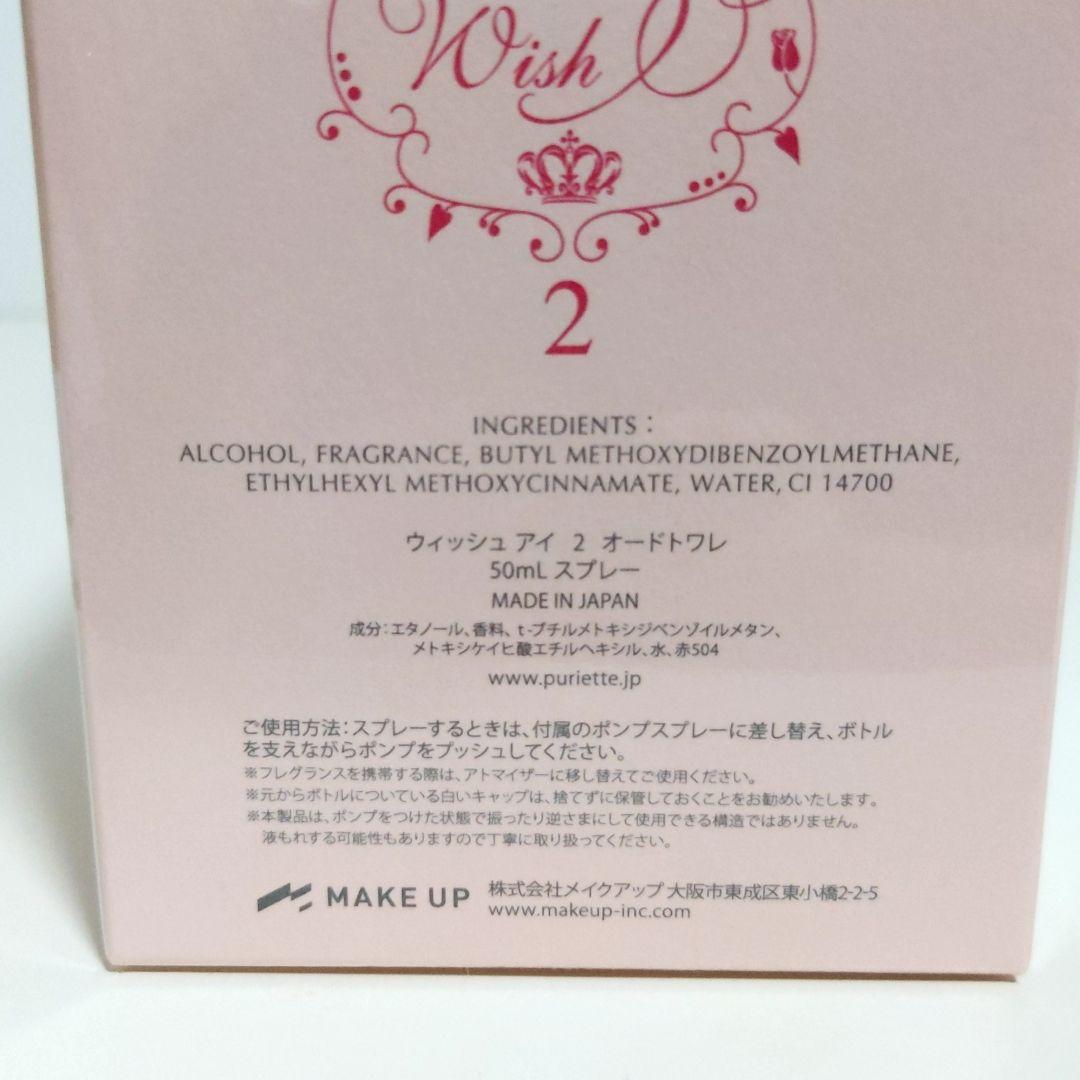 Wish
2
INGREDIENTS :
ALCOHOL, FRAGRANCE, BUTYL METHOXYDIBENZOYLMETHANE,
ETHYLHEXYL METHOXYCINNAMATE, WATER, CI 14700
ウィッシュ アイ 2 オードトワレ
50mL スプレー
MADE IN JAPAN
成分:エタノール、香料、t-ブチルメトキシジベンゾイルメタン、
メトキシケイヒ酸エチルヘキシル、水、赤504
www.puriette.jp
ご使用方法:スプレーするときは、付属のポンプスプレーに差し替え、ボトル
を支えながらポンプをプッシュしてください。
※フレグランスを携帯する際は、アトマイザーに移し替えてご使用ください。
※元からボトルについている白いキャップは、捨てずに保管しておくことをお勧めいたします。
※本製品は、ポンプをつけた状態で振ったり逆さまにして使用できる構造ではありません。
液もれする可能性もありますので丁寧に取り扱ってください。
MAKE UP 株式会社メイクアップ 大阪市東成区東小橋2-2-5
www.makeup-inc.com